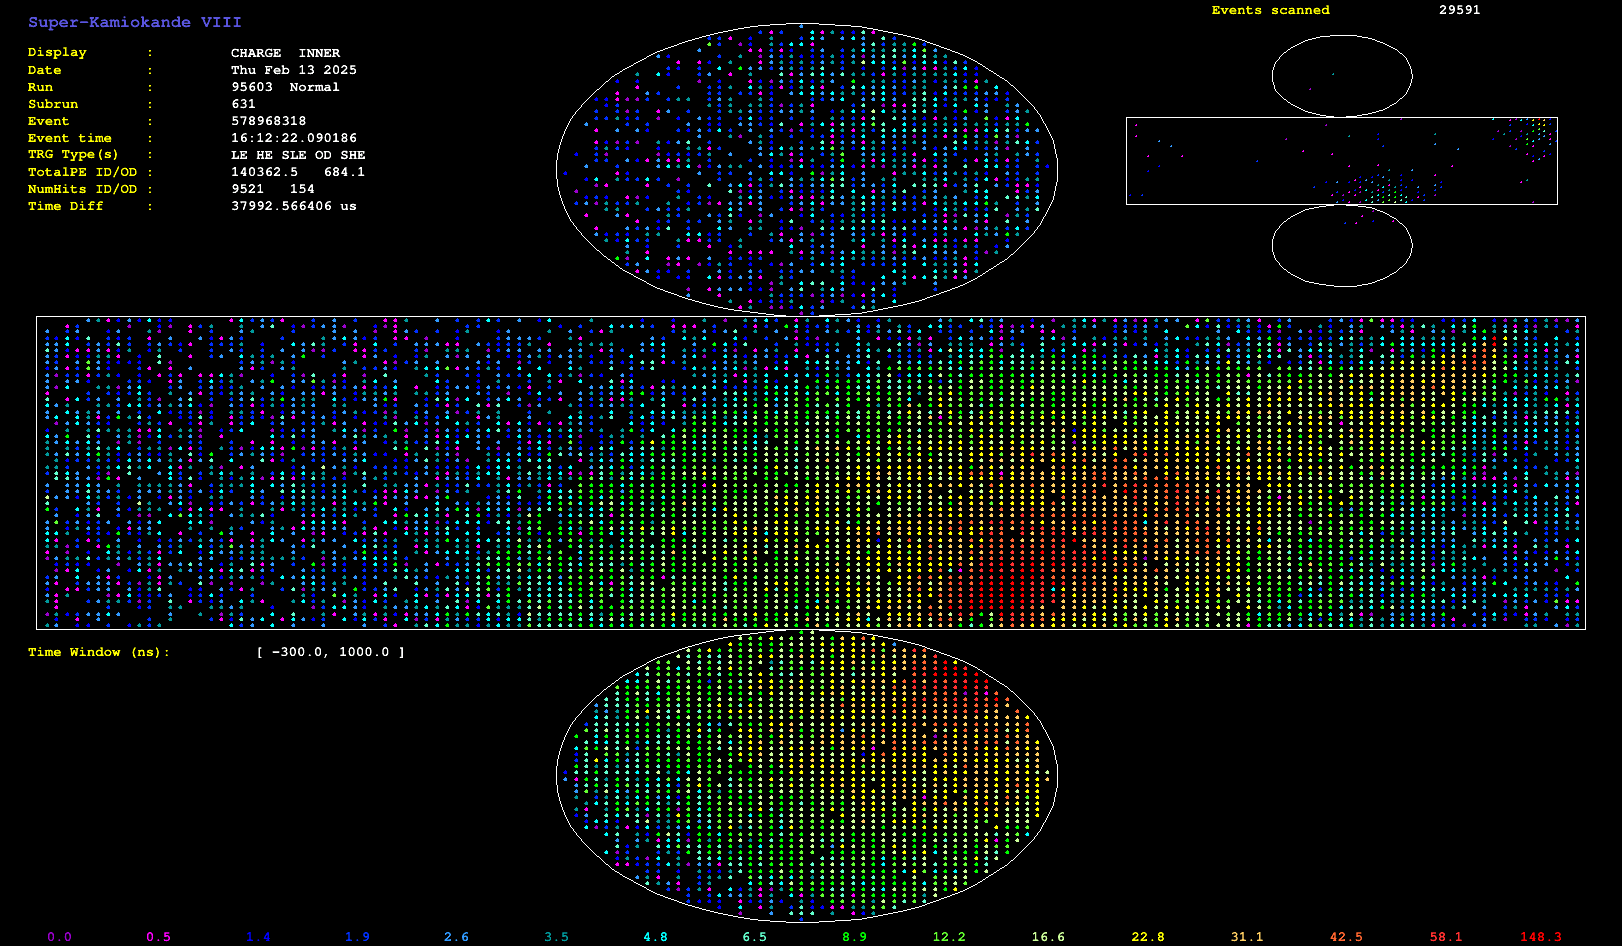 Super-Kamiokande VIII
Events scanned 29591
Display : CHARGE INNER
Date : Thu Feb 13 2025
Run : 95603 Normal
Subrun : 631
Event : 578968318
Event time : 16:12:22.090186
TRG Type(s) : LE HE SLE OD SHE
TotalPE ID/OD : 140362.5 684.1
NumHits ID/OD : 9521 154
Time Diff : 37992.566406 us
Time Window (ns): [ -300.0, 1000.0 ]
0.0 0.5 1.4 1.9 2.6 3.5 4.8 6.5 8.9 12.2 16.6 22.8 31.1 42.5 58.1 148.3